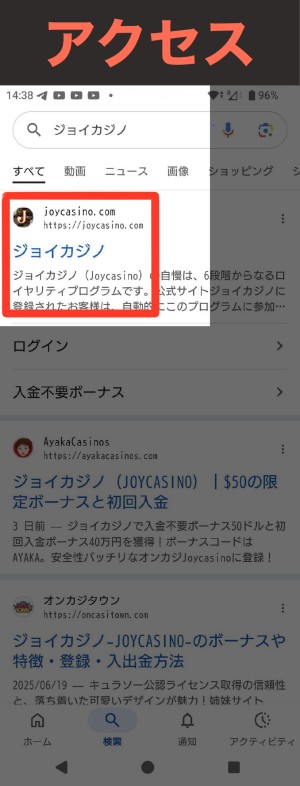 アクセス
14:38
96%
ジョイカジノ
すべて 動画 ニュース 画像 ショッピング
joycasino.com
https://joycasino.com
ジョイカジノ
ジョイカジノ（Joycasino）の自慢は、6段階からなるロ
イヤリティプログラムです。公式サイトジョイカジノに
登録されたお客様は、自動的にこのプログラムに参加…
ログイン
入金不要ボーナス
AyakaCasinos
https://ayakacasinos.com
ジョイカジノ（JOYCASINO）｜$50の限
定ボーナスと初回入金
3 日前 — ジョイカジノで入金不要ボーナス50ドルと初
回入金ボーナス40万円を獲得！ボーナスコードは
AYAKA。安全性バッチリなオンカジJoycasinoに登録！
オンカジタウン
https://oncasitown.com
ジョイカジノ-JOYCASINO-のボーナスや
特徴・登録・入出金方法
2025/06/19 — キュラソー公認ライセンス取得の信頼性
と、落ち着いた可愛いデザインが魅力！姉妹サイト
ホーム 検索 通知 アクティビティ